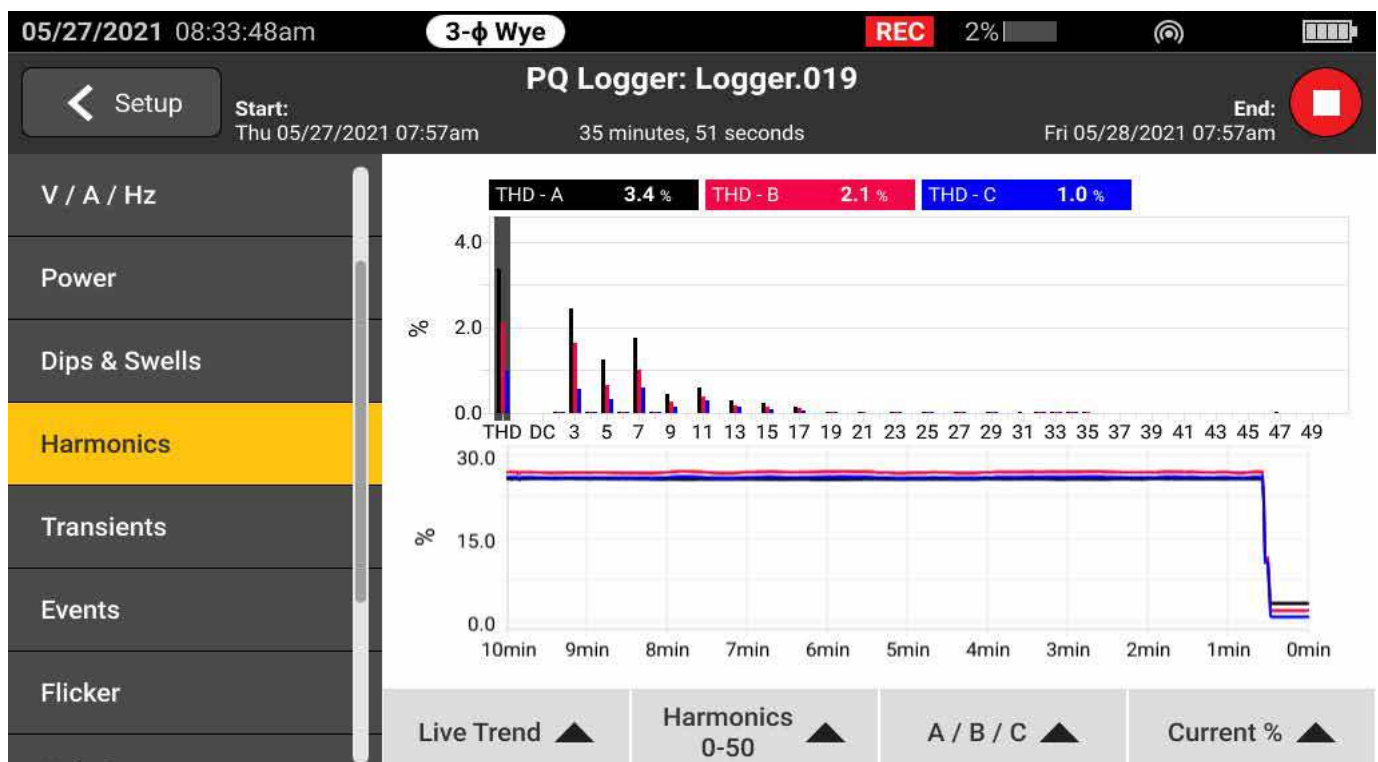 05/27/2021 08:33:48am 3-ϕ Wye REC 2%
Setup
PQ Logger: Logger.019
Start:
Thu 05/27/2021 07:57am
35 minutes, 51 seconds
End:
Fri 05/28/2021 07:57am
V / A / Hz
Power
Dips & Swells
Harmonics
Transients
Events
Flicker
THD - A 3.4 % THD - B 2.1 % THD - C 1.0 %
4.0
%
2.0
0.0
THD DC 3 5 7 9 11 13 15 17 19 21 23 25 27 29 31 33 35 37 39 41 43 45 47 49
30.0
%
15.0
0.0
10min 9min 8min 7min 6min 5min 4min 3min 2min 1min 0min
Live Trend
Harmonics
0-50
A / B / C
Current %